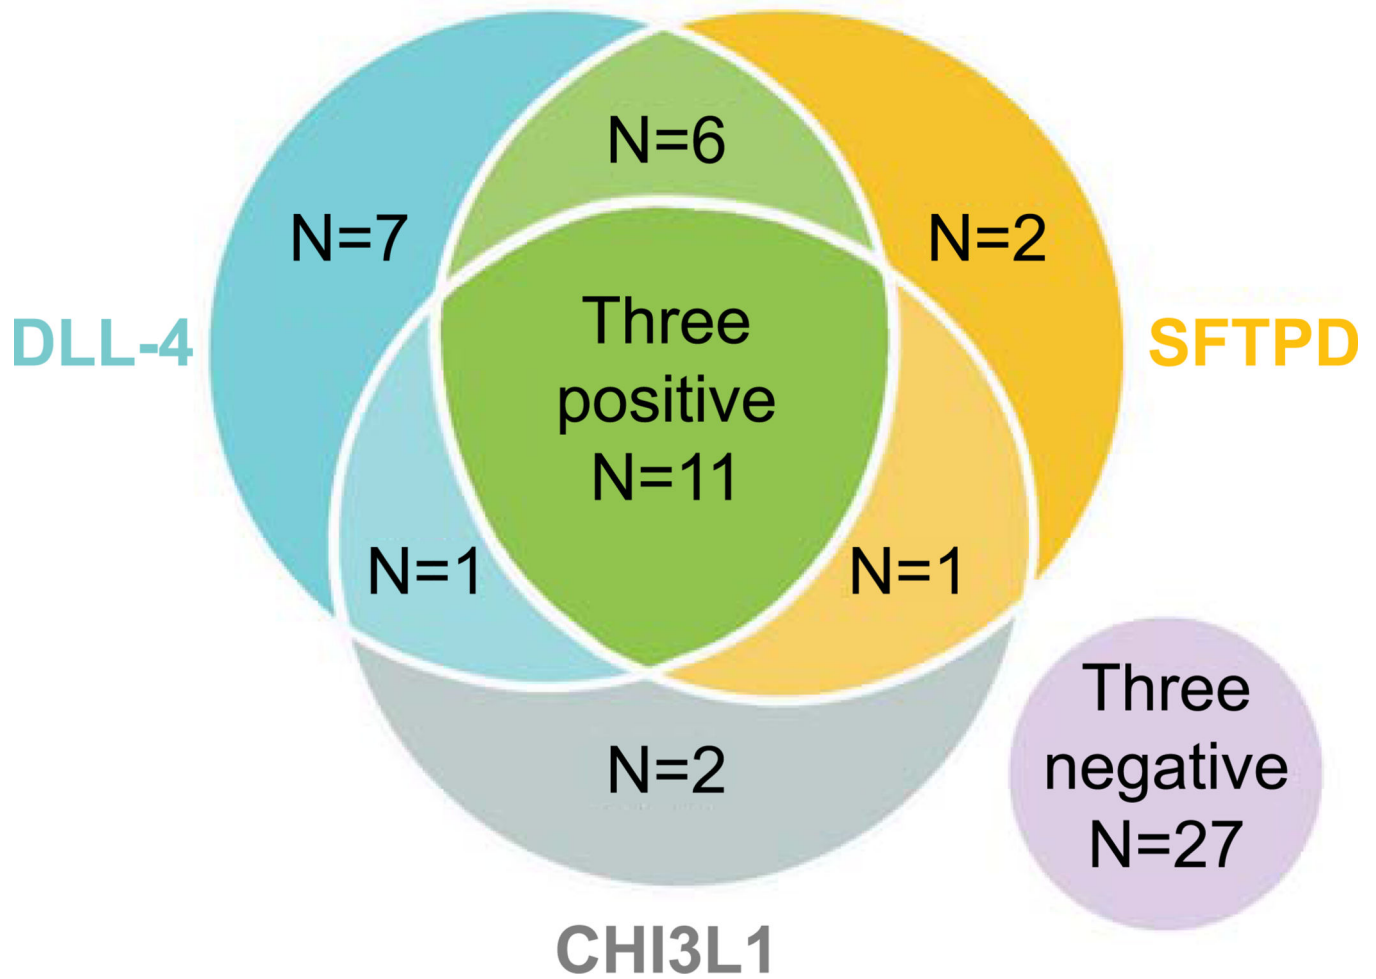 N=6
N=7
N=2
DLL-4
Three
positive
N=11
SFTPD
N=1
N=1
N=2
Three
negative
N=27
CHI3L1